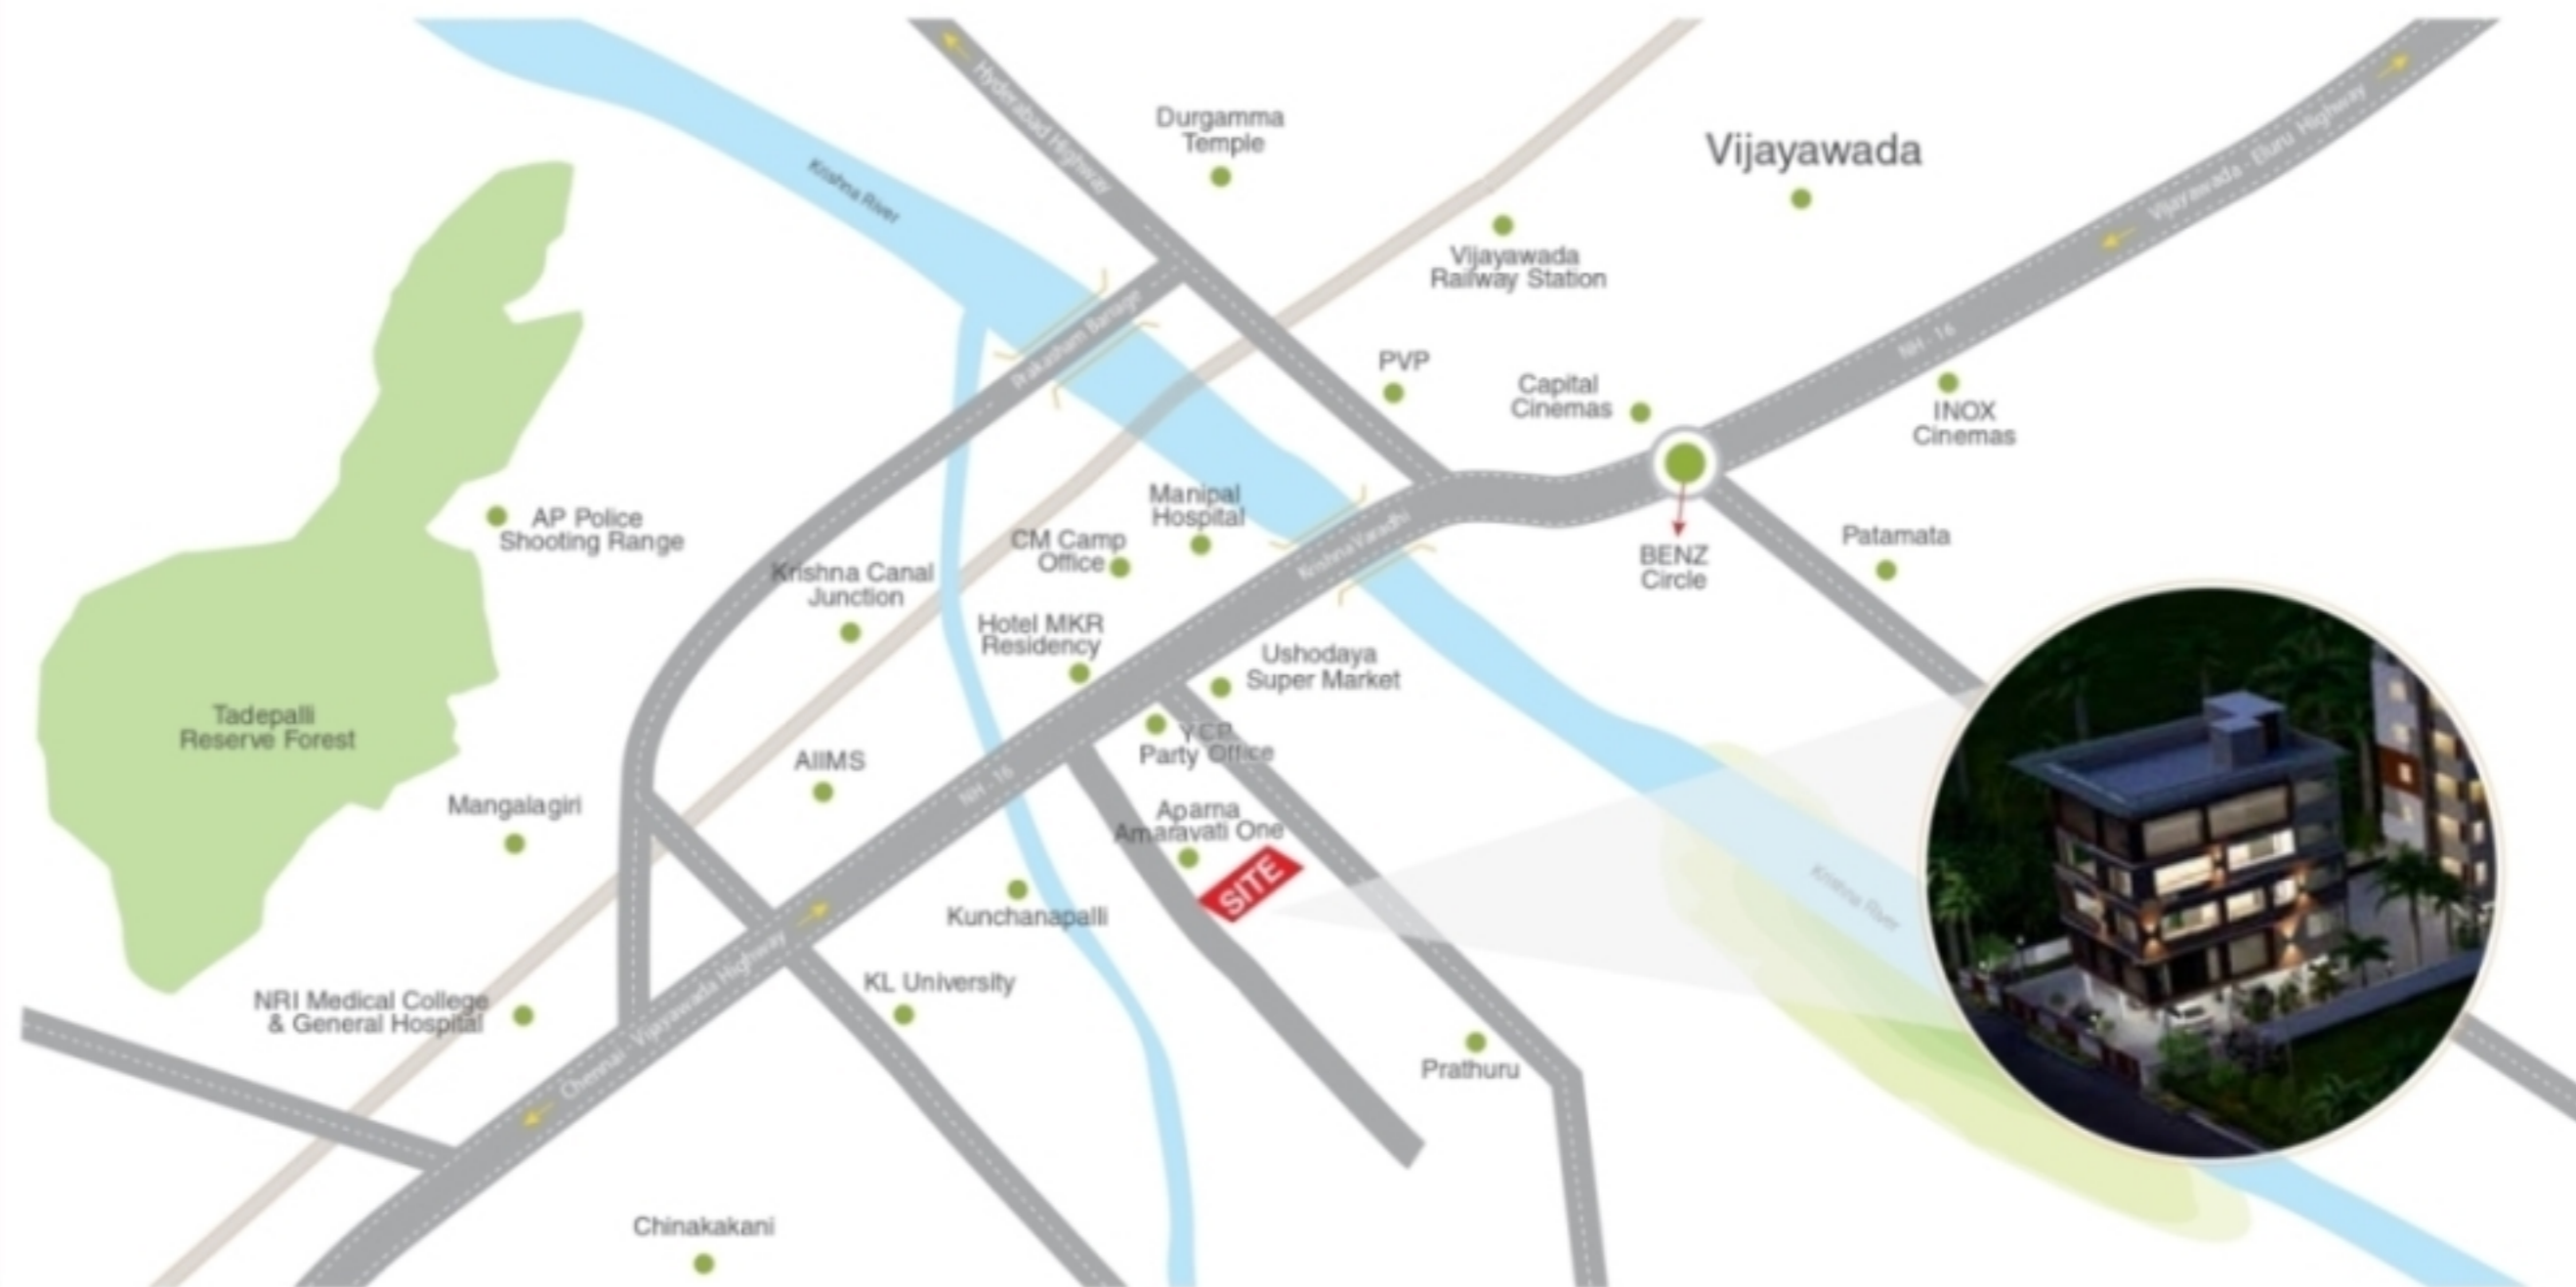 Hyderabad Highway
Durgamma
Temple
Vijayawada
Vijayawada - Eluru Highway
Krishna River
Vijayawada
Railway Station
Prakasham Barrage
NH - 16
PVP
Capital
Cinemas
INOX
Cinemas
AP Police
Shooting Range
Manipal
Hospital
CM Camp
Office
Krishna Varadhi
BENZ
Circle
Patamata
Krishna Canal
Junction
Hotel MKR
Residency
Ushodaya
Super Market
Tadepalli
Reserve Forest
YCP
Party Office
AIIMS
NH - 16
Mangalagiri
Aparna
Amaravati One
SITE
Krishna River
Kunchanapalli
KL University
NRI Medical College
& General Hospital
Chennai - Vijayawada Highway
Prathuru
Chinakakani